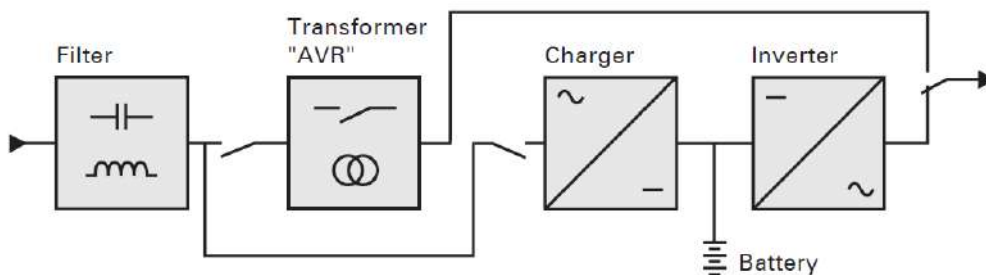 Filter
Transformer
"AVR"
Charger
Inverter
Battery